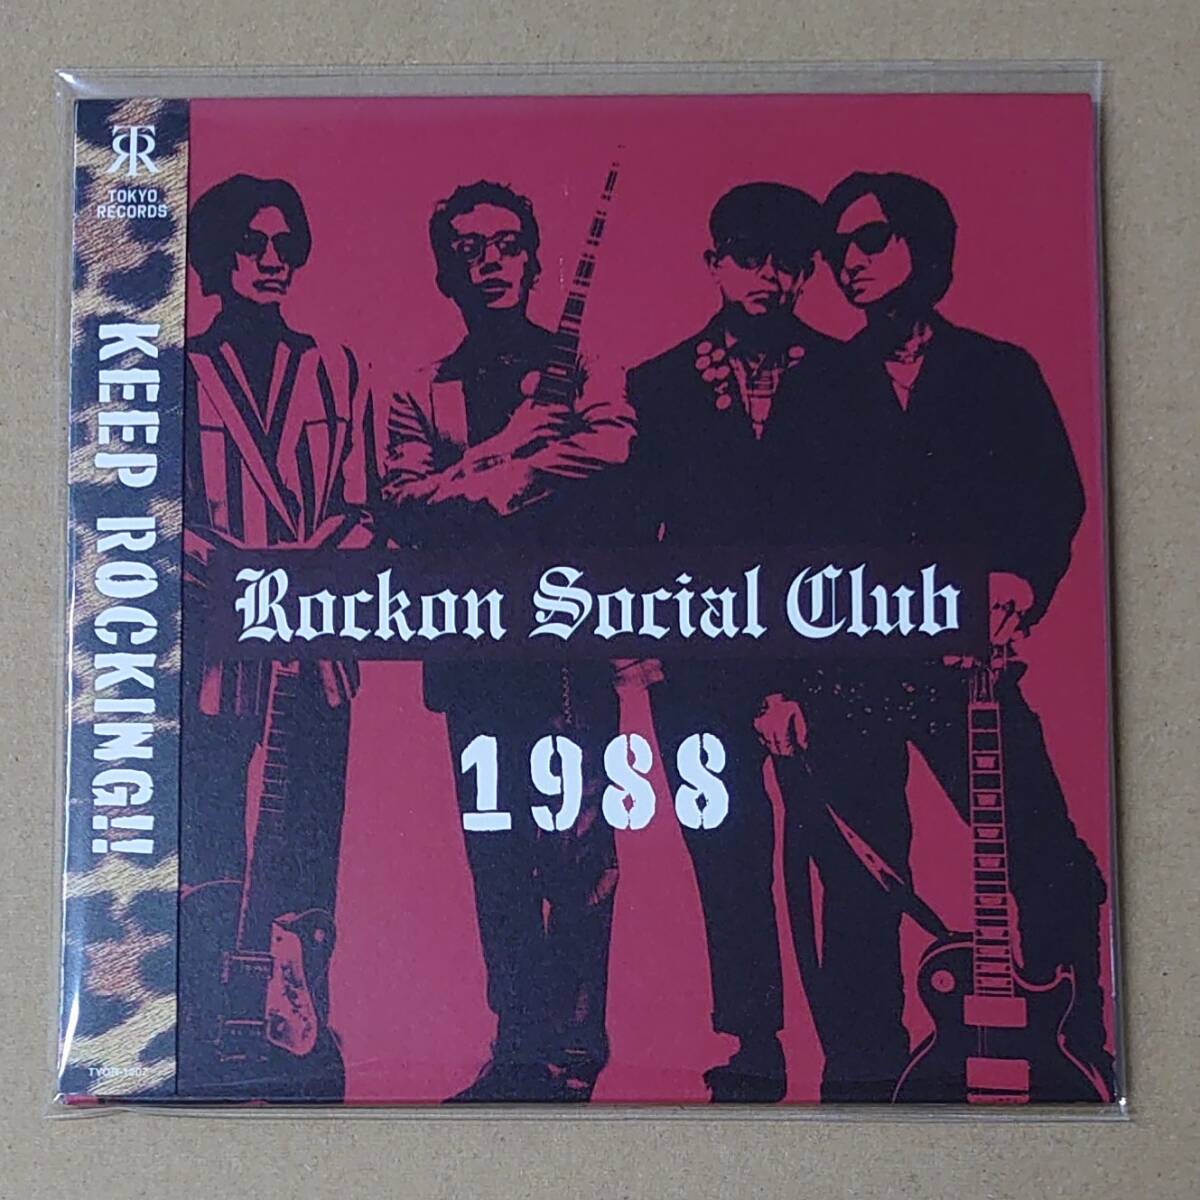 TR
TOKYO
RECORDS
KEEP ROCKING!!
Rockon Social Club
1988